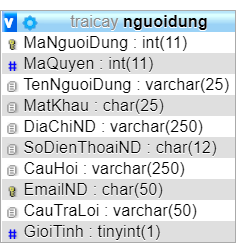 V traicay nguoidung
MaNguoiDung : int(11)
# MaQuyen : int(11)
TenNguoiDung : varchar(25)
MatKhau : char(25)
DiaChiND : varchar(250)
SoDienThoaiND : char(12)
CauHoi : varchar(250)
EmailND : char(50)
CauTraLoi : varchar(50)
# GioiTinh : tinyint(1)